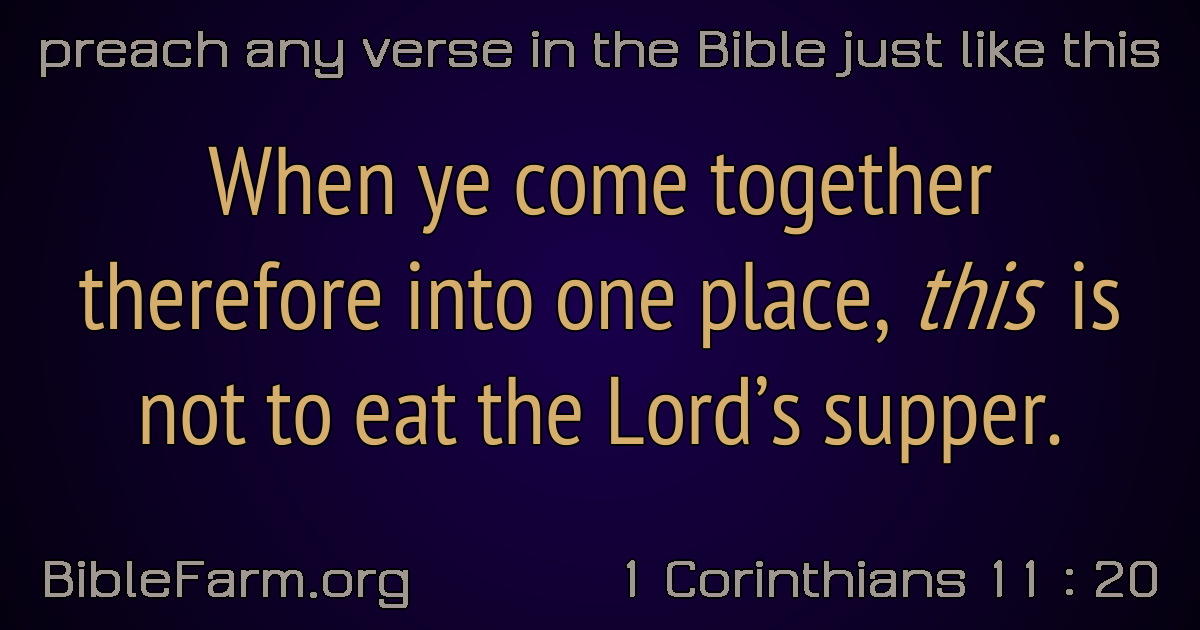 preach any verse in the Bible just like this
When ye come together
therefore into one place, this is
not to eat the Lord’s supper.
BibleFarm.org
1 Corinthians 11 : 20